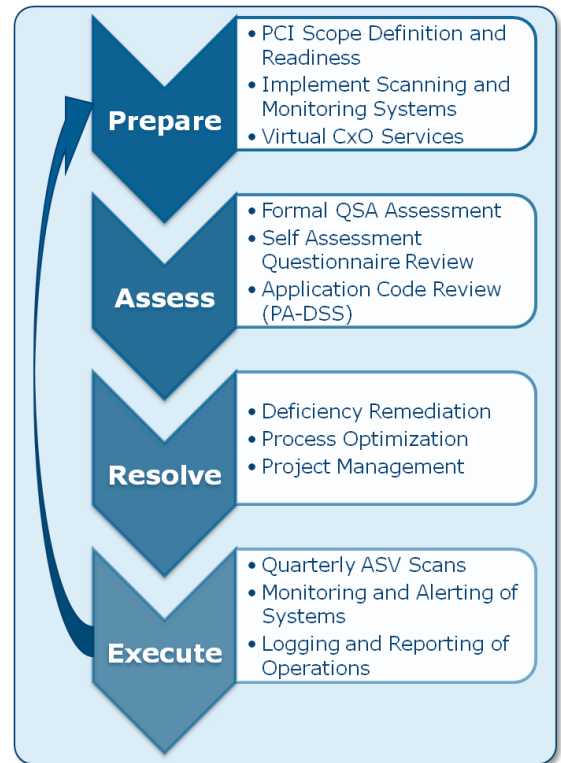 Prepare
• PCI Scope Definition and
Readiness
• Implement Scanning and
Monitoring Systems
• Virtual CxO Services
Assess
• Formal QSA Assessment
• Self Assessment
Questionnaire Review
• Application Code Review
(PA-DSS)
Resolve
• Deficiency Remediation
• Process Optimization
• Project Management
Execute
• Quarterly ASV Scans
• Monitoring and Alerting of
Systems
• Logging and Reporting of
Operations